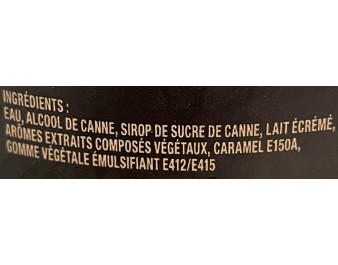 INGRÉDIENTS :
EAU, ALCOOL DE CANNE, SIROP DE SUCRE DE CANNE, LAIT ÉCRÉMÉ,
ARÔMES EXTRAITS COMPOSÉS VÉGÉTAUX, CARAMEL E150A,
GOMME VÉGÉTALE ÉMULSIFIANT E412/E415